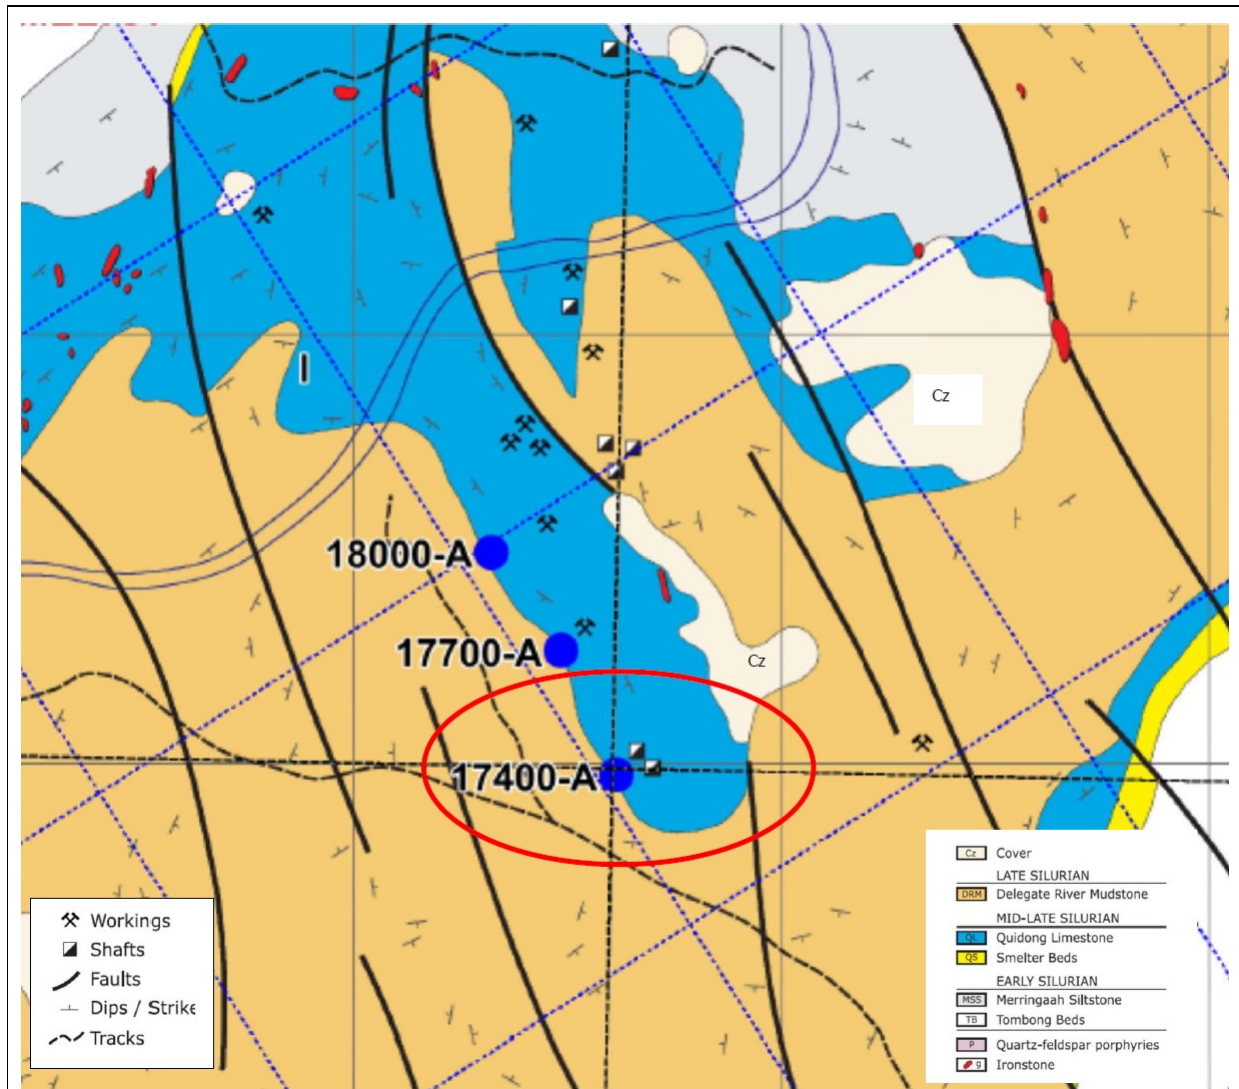 Cz
18000-A
17700-A
Cz
17400-A
Workings
Shafts
Faults
Dips / Strike
Tracks
Cz Cover
LATE SILURIAN
DRM Delegate River Mudstone
MID-LATE SILURIAN
QL Quidong Limestone
QS Smelter Beds
EARLY SILURIAN
MSS Merringaah Siltstone
TB Tombong Beds
P Quartz-feldspar porphyries
g Ironstone